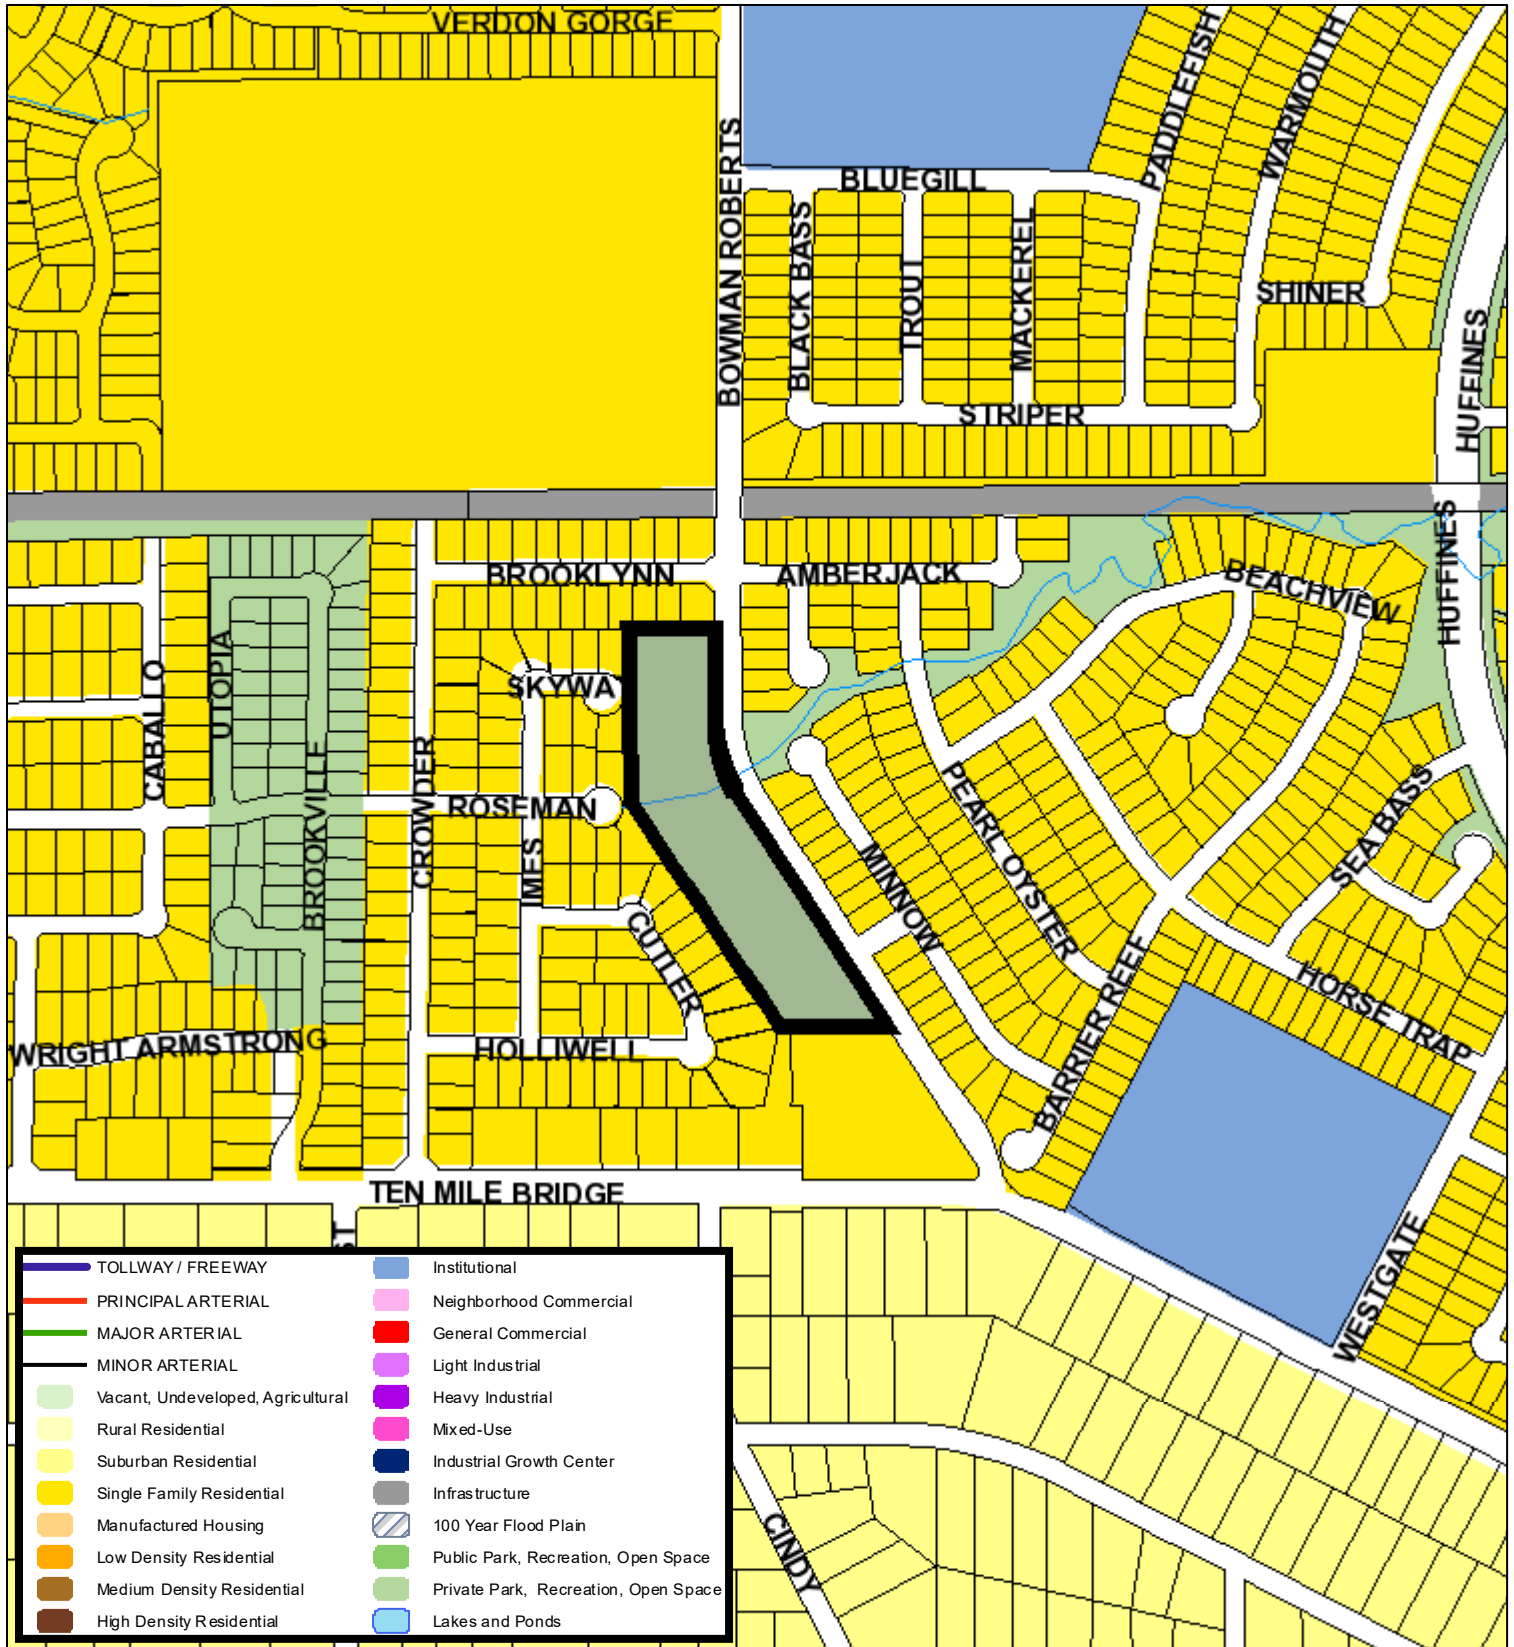 VERDON GORGE
PADDLEFISH
WARMOUTH
BOWMAN ROBERTS
BLUEGILL
BLACK BASS
TROUT
MACKEREL
SHINER
HUFFINES
STRIPER
HUFFINES
BROOKLYNN
AMBERJACK
BEACHVIEW
UTOPIA
CABALLO
SKYWA
BROOKVILLE
CROWDER
ROSEMAN
IMES
PEARL OYSTER
SEA BASS
MINNOW
CUTLER
BARRIER REEF
HORSE TRAP
WRIGHT ARMSTRONG
HOLLIWELL
TEN MILE BRIDGE
ST
WESTGATE
CINDY
TOLLWAY / FREEWAY
PRINCIPAL ARTERIAL
MAJOR ARTERIAL
MINOR ARTERIAL
Vacant, Undeveloped, Agricultural
Rural Residential
Suburban Residential
Single Family Residential
Manufactured Housing
Low Density Residential
Medium Density Residential
High Density Residential
Institutional
Neighborhood Commercial
General Commercial
Light Industrial
Heavy Industrial
Mixed-Use
Industrial Growth Center
Infrastructure
100 Year Flood Plain
Public Park, Recreation, Open Space
Private Park, Recreation, Open Space
Lakes and Ponds